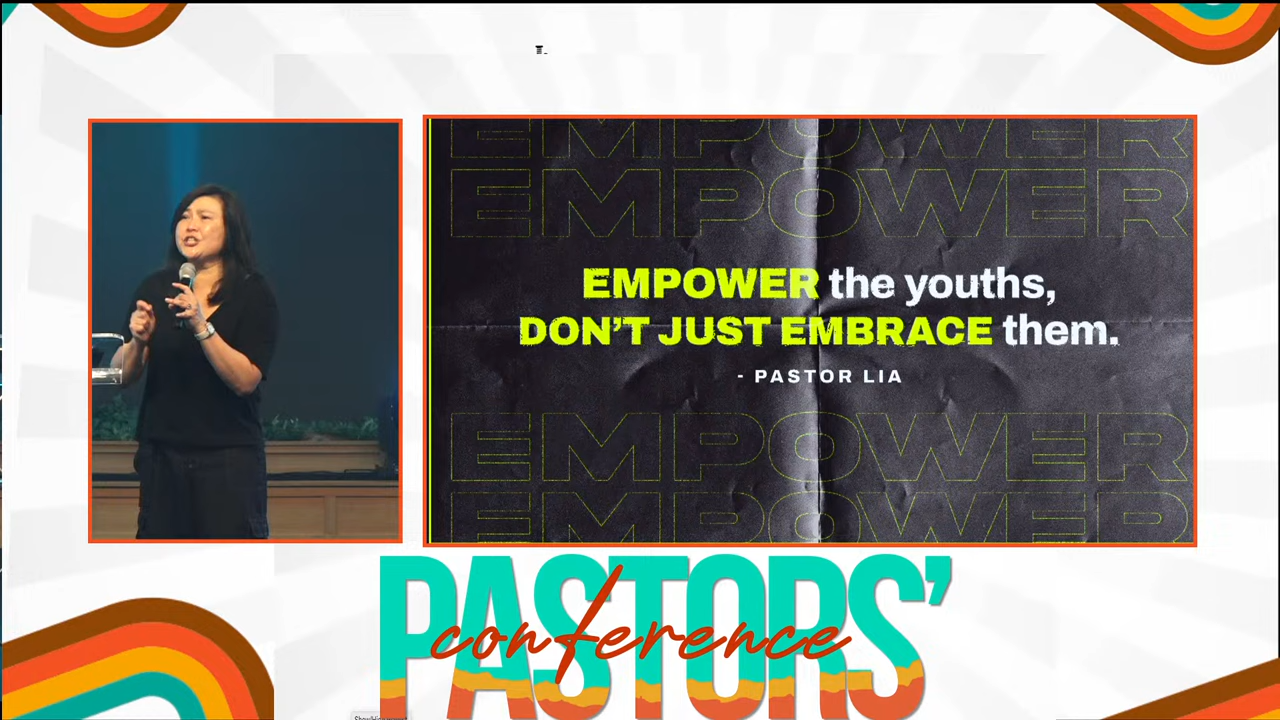 EMPOWER
EMPOWER
EMPOWER the youths,
DON'T JUST EMBRACE them.
- PASTOR LIA
EMPOWER
EMPOWER
PASTORS'
conference